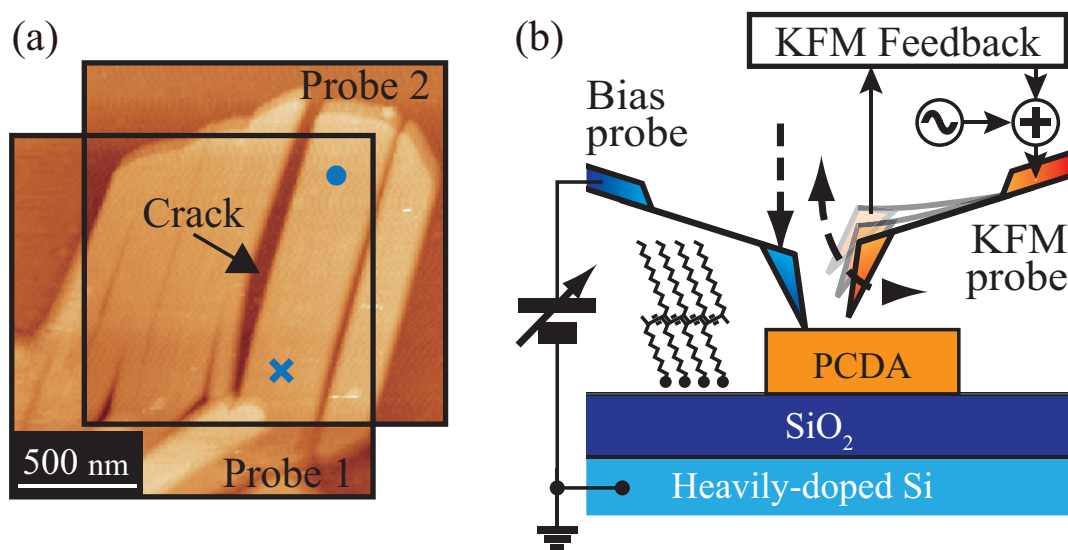 (a)
Probe 2
Crack
500 nm
Probe 1
(b)
KFM Feedback
Bias
probe
KFM
probe
PCDA
SiO₂
Heavily-doped Si